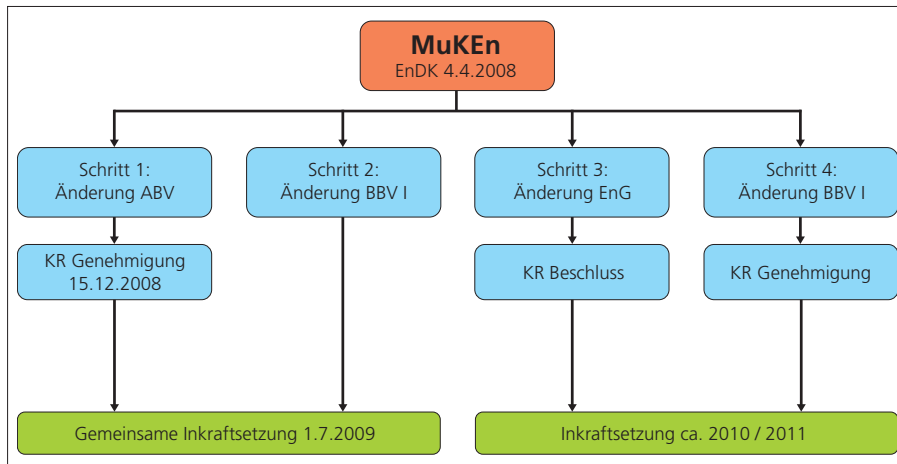 MuKEn
EnDK 4.4.2008
Schritt 1:
Änderung ABV
Schritt 2:
Änderung BBV I
Schritt 3:
Änderung EnG
Schritt 4:
Änderung BBV I
KR Genehmigung
15.12.2008
KR Beschluss
KR Genehmigung
Gemeinsame Inkraftsetzung 1.7.2009
Inkraftsetzung ca. 2010 / 2011